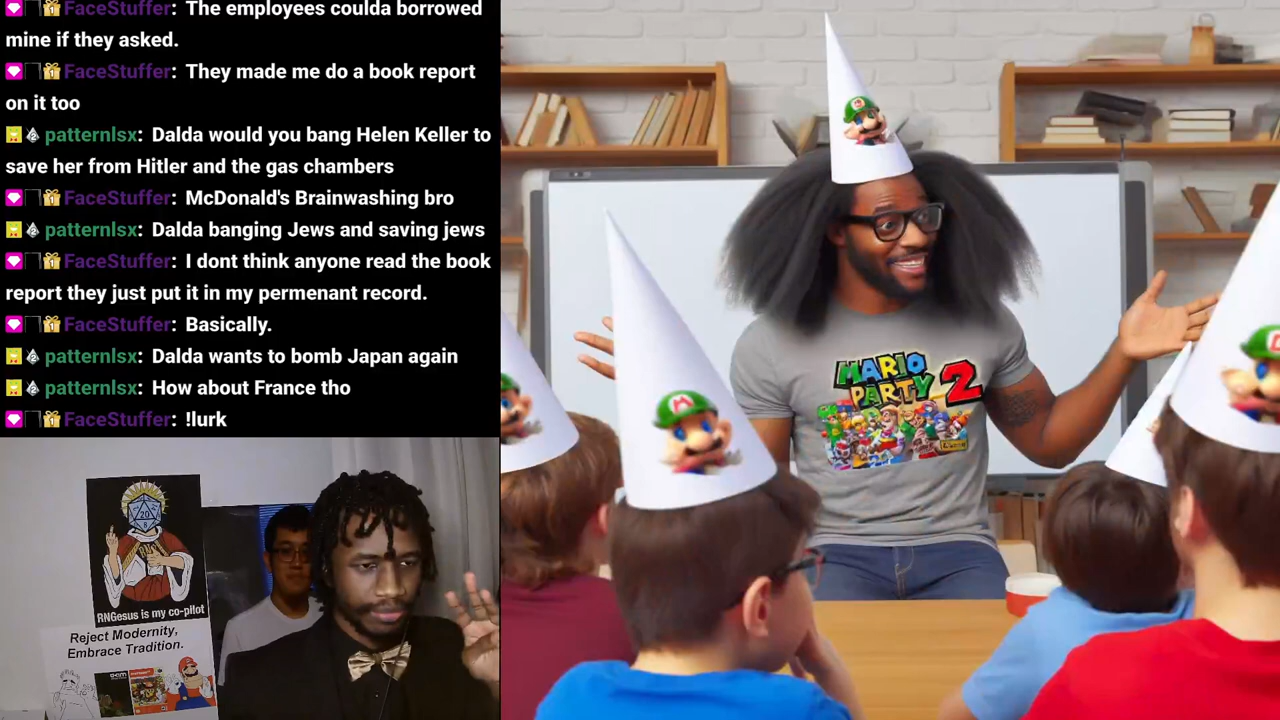 FaceStuffer: The employees coulda borrowed
mine if they asked.
FaceStuffer: They made me do a book report
on it too
patternlsx: Dalda would you bang Helen Keller to
save her from Hitler and the gas chambers
FaceStuffer: McDonald's Brainwashing bro
patternlsx: Dalda banging Jews and saving jews
FaceStuffer: I dont think anyone read the book
report they just put it in my permenant record.
FaceStuffer: Basically.
patternlsx: Dalda wants to bomb Japan again
patternlsx: How about France tho
FaceStuffer: !lurk
20
8
RNGesus is my co-pilot
Reject Modernity,
Embrace Tradition.
MARIO
PARTY 2